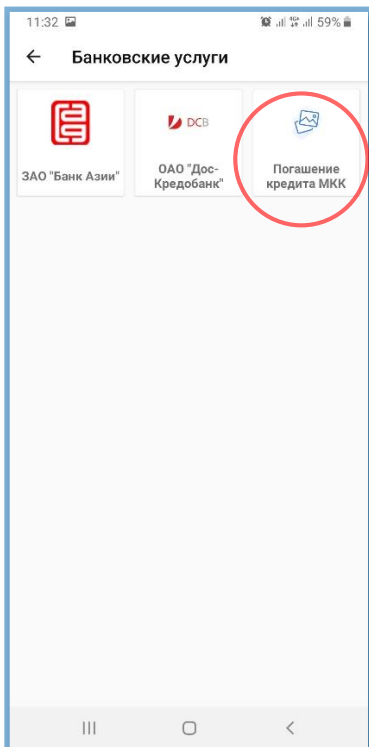 11:32 59%
Банковские услуги
DCB
ЗАО "Банк Азии"
ОАО "Дос-
Кредобанк"
Погашение
кредита МКК